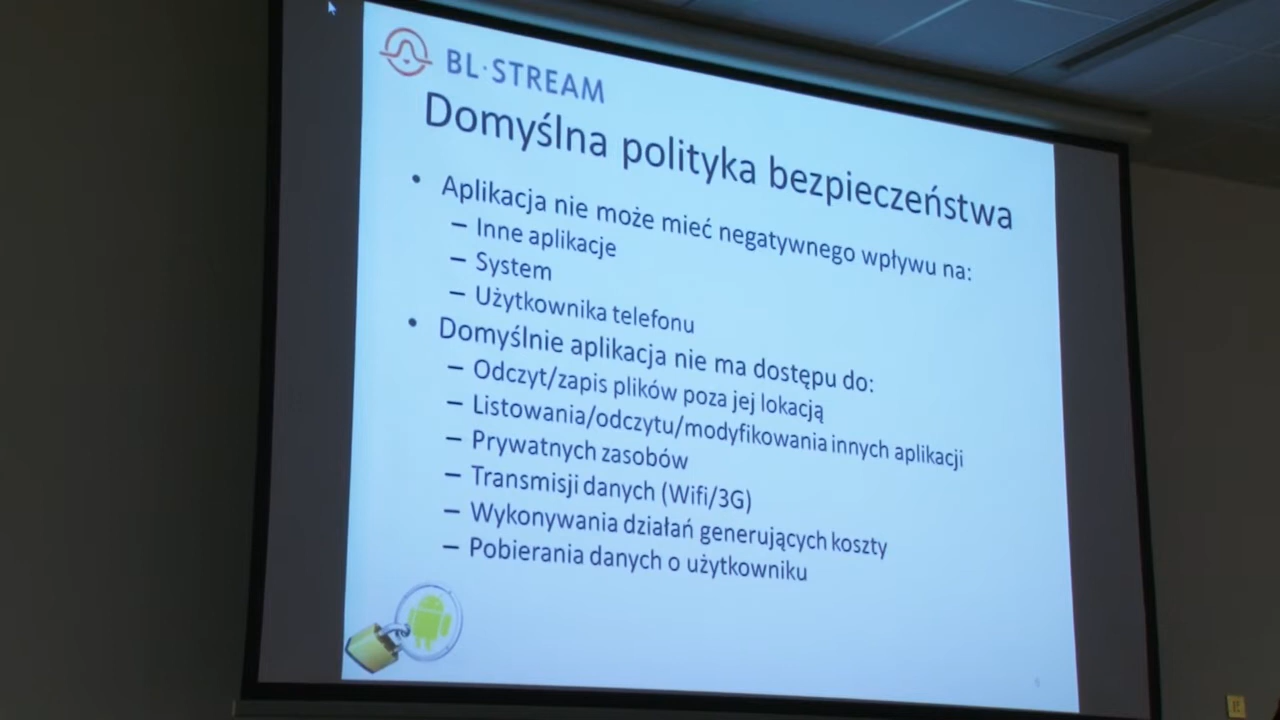 BL·STREAM
Domyślna polityka bezpieczeństwa
• Aplikacja nie może mieć negatywnego wpływu na:
– Inne aplikacje
– System
– Użytkownika telefonu
• Domyślnie aplikacja nie ma dostępu do:
– Odczyt/zapis plików poza jej lokacją
– Listowania/odczytu/modyfikowania innych aplikacji
– Prywatnych zasobów
– Transmisji danych (Wifi/3G)
– Wykonywania działań generujących koszty
– Pobierania danych o użytkowniku